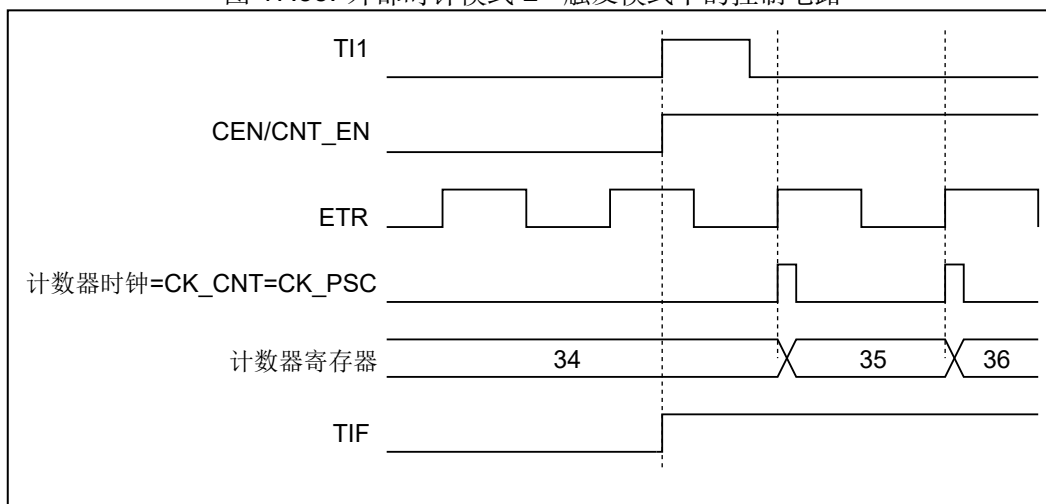 TI1
CEN/CNT_EN
ETR
计数器时钟=CK_CNT=CK_PSC
计数器寄存器 34 35 36
TIF